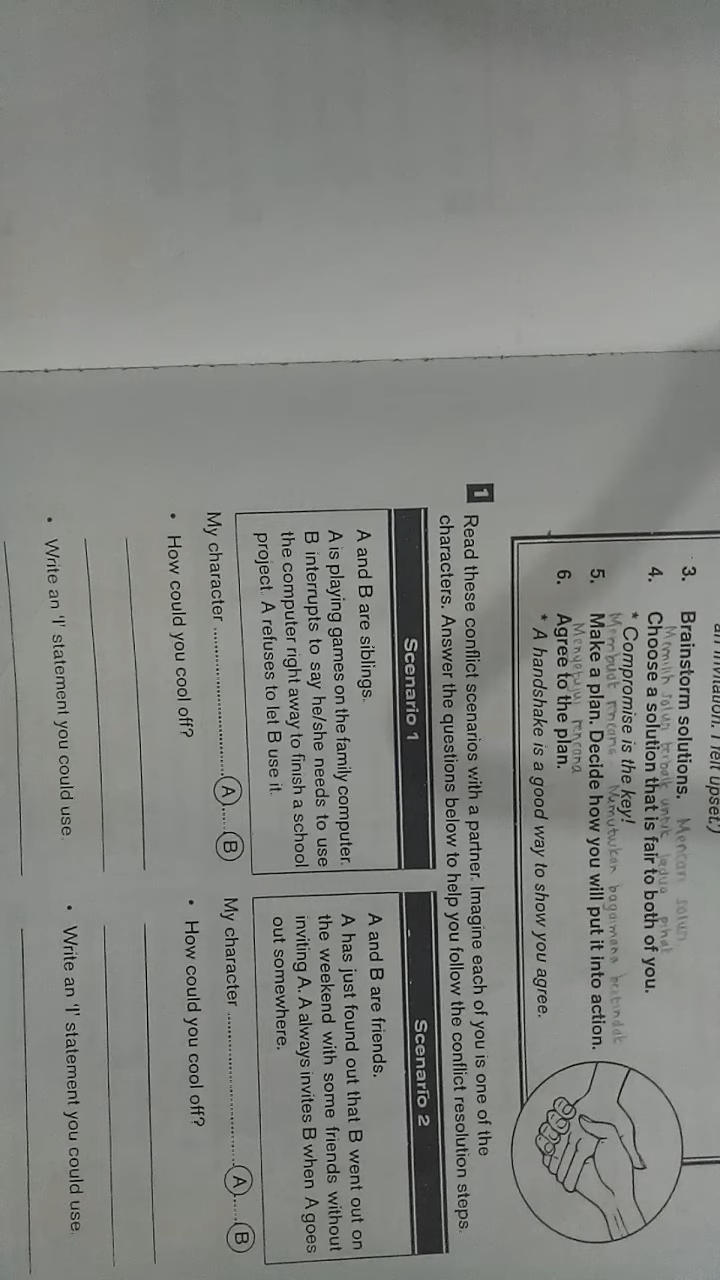 an invitation. I felt upset.)
3. Brainstorm solutions. Mencari solusi
Memilih solusi terbaik untuk kedua pihak
4. Choose a solution that is fair to both of you.
* Compromise is the key!
Membuat rencana. Memutuskan bagaimana bertindak
5. Make a plan. Decide how you will put it into action.
Menyetujui rencana
6. Agree to the plan.
* A handshake is a good way to show you agree.
1 Read these conflict scenarios with a partner. Imagine each of you is one of the
characters. Answer the questions below to help you follow the conflict resolution steps.
Scenario 1
A and B are siblings.
A is playing games on the family computer.
B interrupts to say he/she needs to use
the computer right away to finish a school
project. A refuses to let B use it.
My character ........ A ...... B
• How could you cool off?
• Write an 'I' statement you could use.
Scenario 2
A and B are friends.
A has just found out that B went out on
the weekend with some friends without
inviting A. A always invites B when A goes
out somewhere.
My character ........ A ...... B
• How could you cool off?
• Write an 'I' statement you could use.